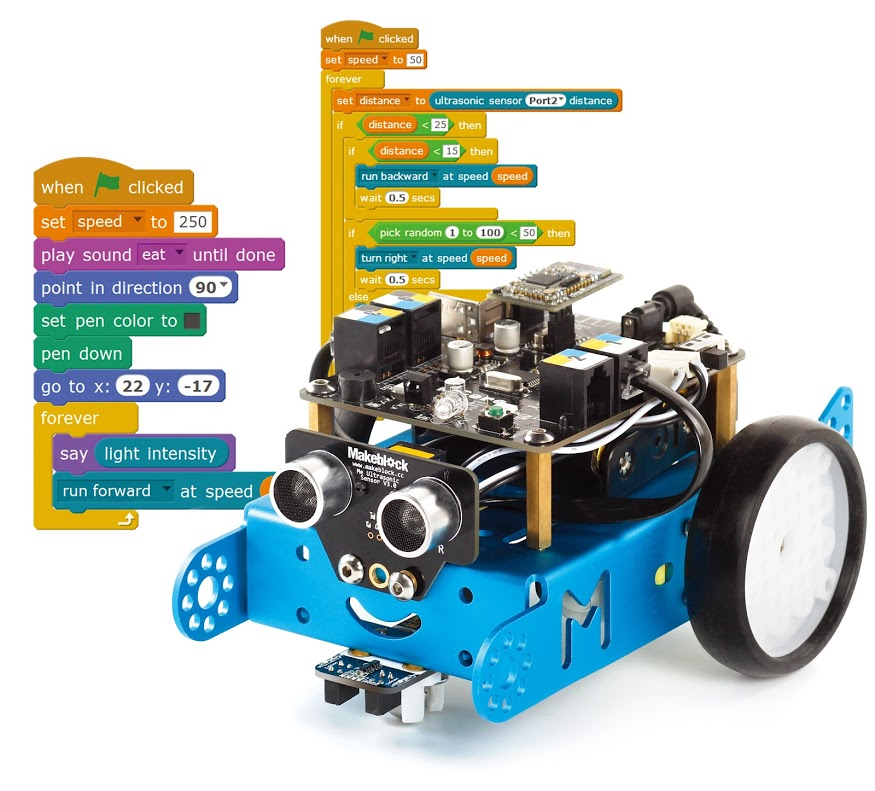 when clicked
set speed to 50
forever
set distance to ultrasonic sensor Port2 distance
if distance < 25 then
if distance < 15 then
run backward at speed speed
wait 0.5 secs
if pick random 1 to 100 < 50 then
turn right at speed speed
wait 0.5 secs
else
when clicked
set speed to 250
play sound eat until done
point in direction 90
set pen color to
pen down
go to x: 22 y: -17
forever
say light intensity
run forward at speed
Makeblock
www.makeblock.cc
Me Ultrasonic
Sensor V3.0
R
M